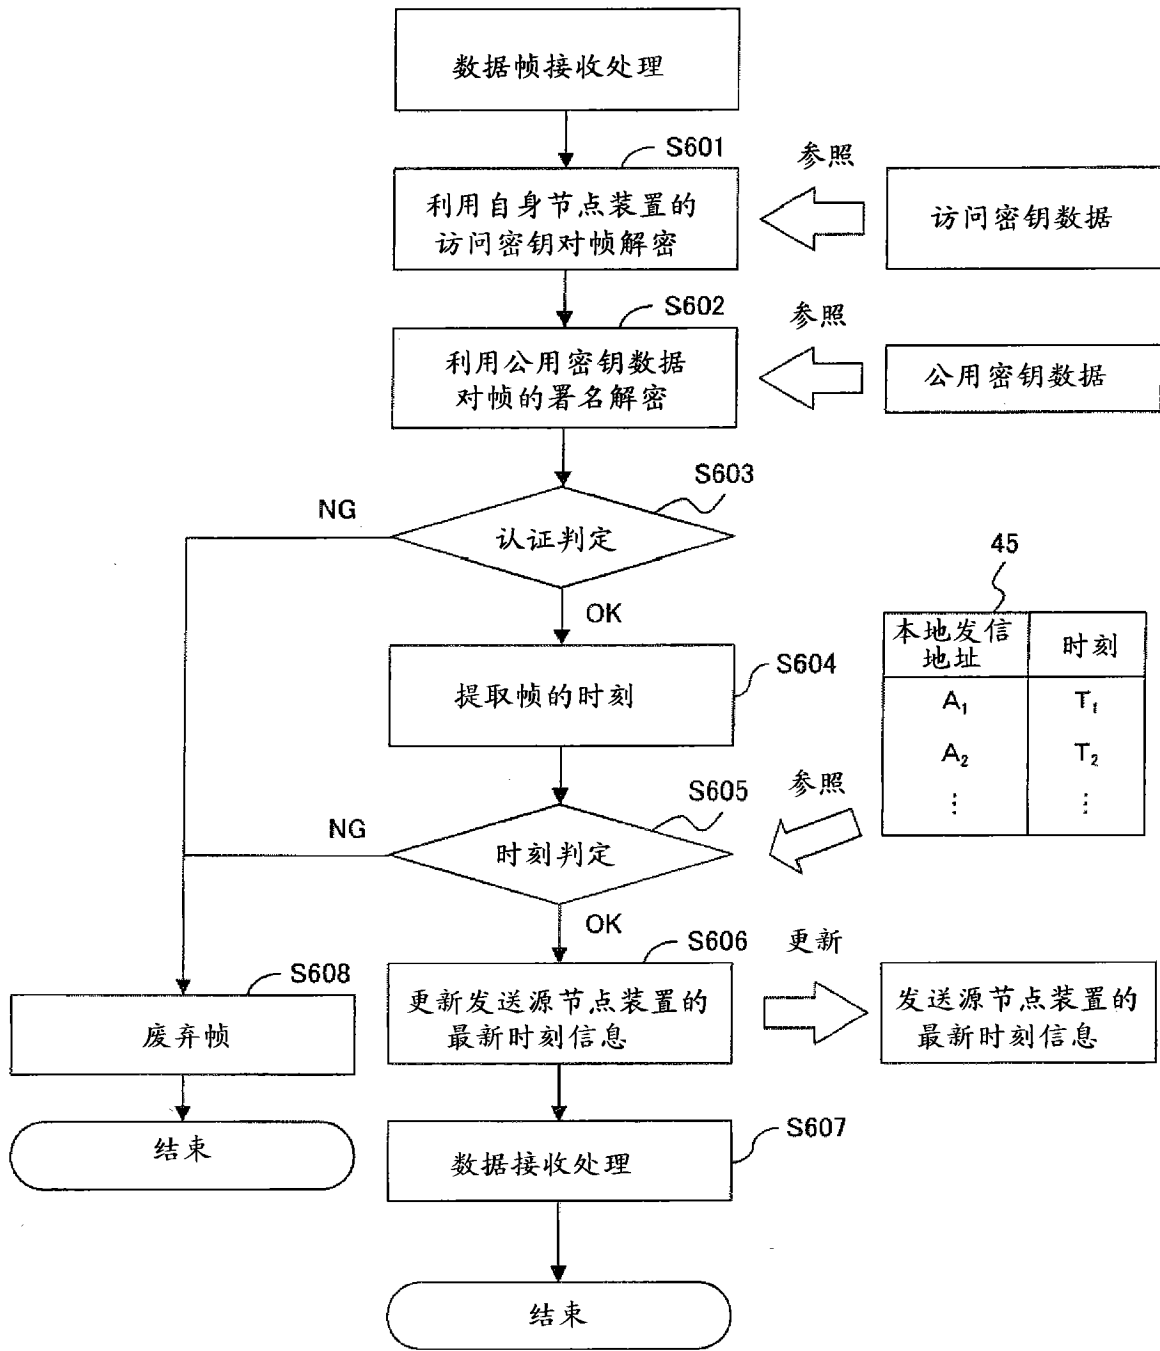 数据帧接收处理
S601
参照
利用自身节点装置的
访问密钥对帧解密
访问密钥数据
S602
参照
利用公用密钥数据
对帧的署名解密
公用密钥数据
S603
NG
认证判定
OK
45
本地发信
地址
时刻
S604
提取帧的时刻
A₁
T₁
A₂
T₂
⋮
⋮
S605
参照
NG
时刻判定
OK
S606
更新
S608
更新发送源节点装置的
最新时刻信息
发送源节点装置的
最新时刻信息
废弃帧
S607
结束
数据接收处理
结束